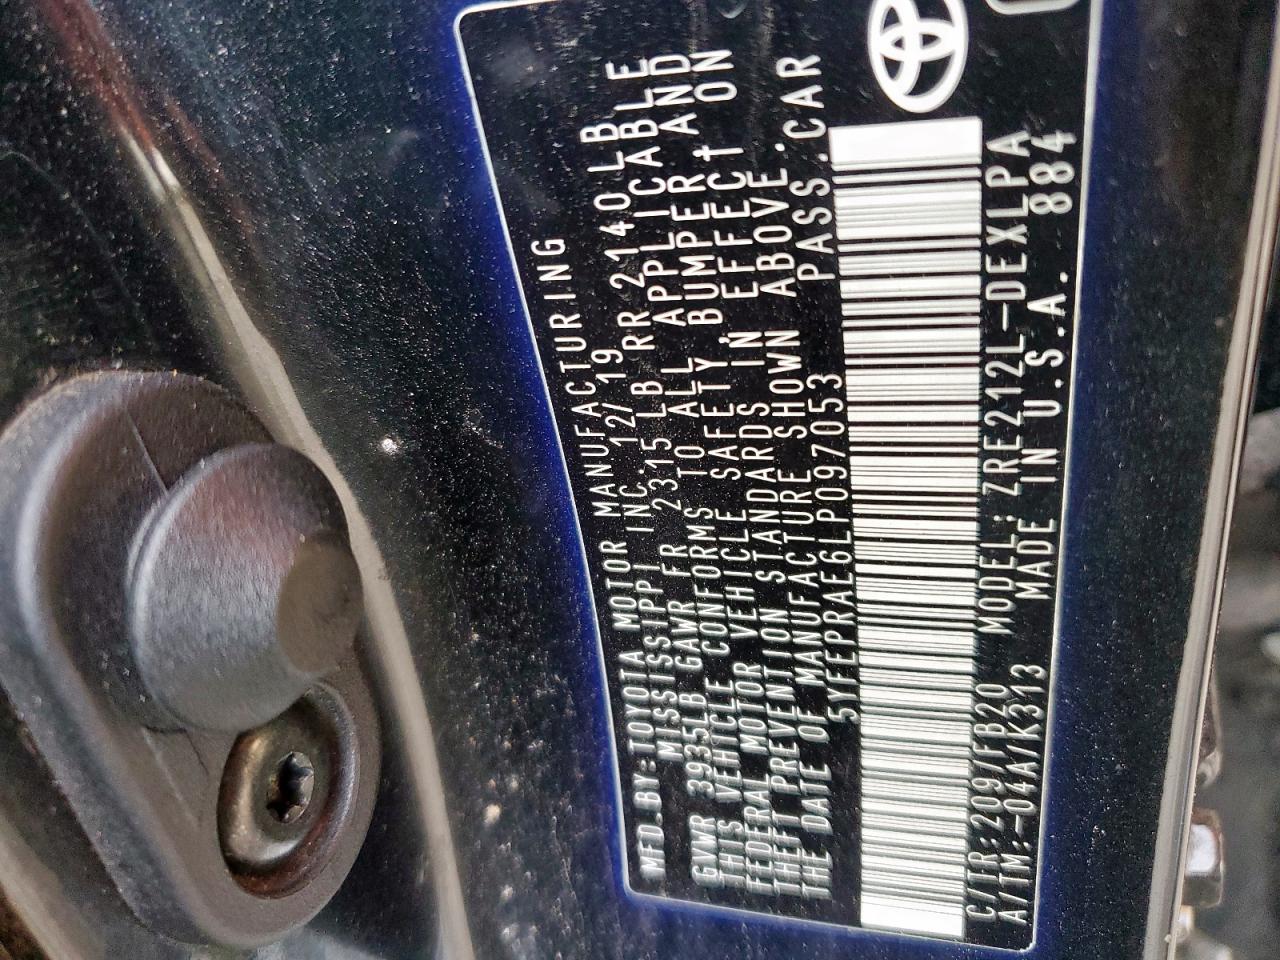 MFD.BY:TOYOTA MOTOR MANUFACTURING
MISSISSIPPI INC. 12/19
GVWR 3935LB GAWR FR 2315LB RR 2140LB
THIS VEHICLE CONFORMS TO ALL APPLICABLE
FEDERAL MOTOR VEHICLE SAFETY, BUMPER, AND
THEFT PREVENTION STANDARDS IN EFFECT ON
THE DATE OF MANUFACTURE SHOWN ABOVE.
5YFEPRAE6LP097053 PASS.CAR
C/TR:209/FB20 MODEL:ZRE212L-DEXLPA
A/TM:-04A/K313 MADE IN U.S.A. 884